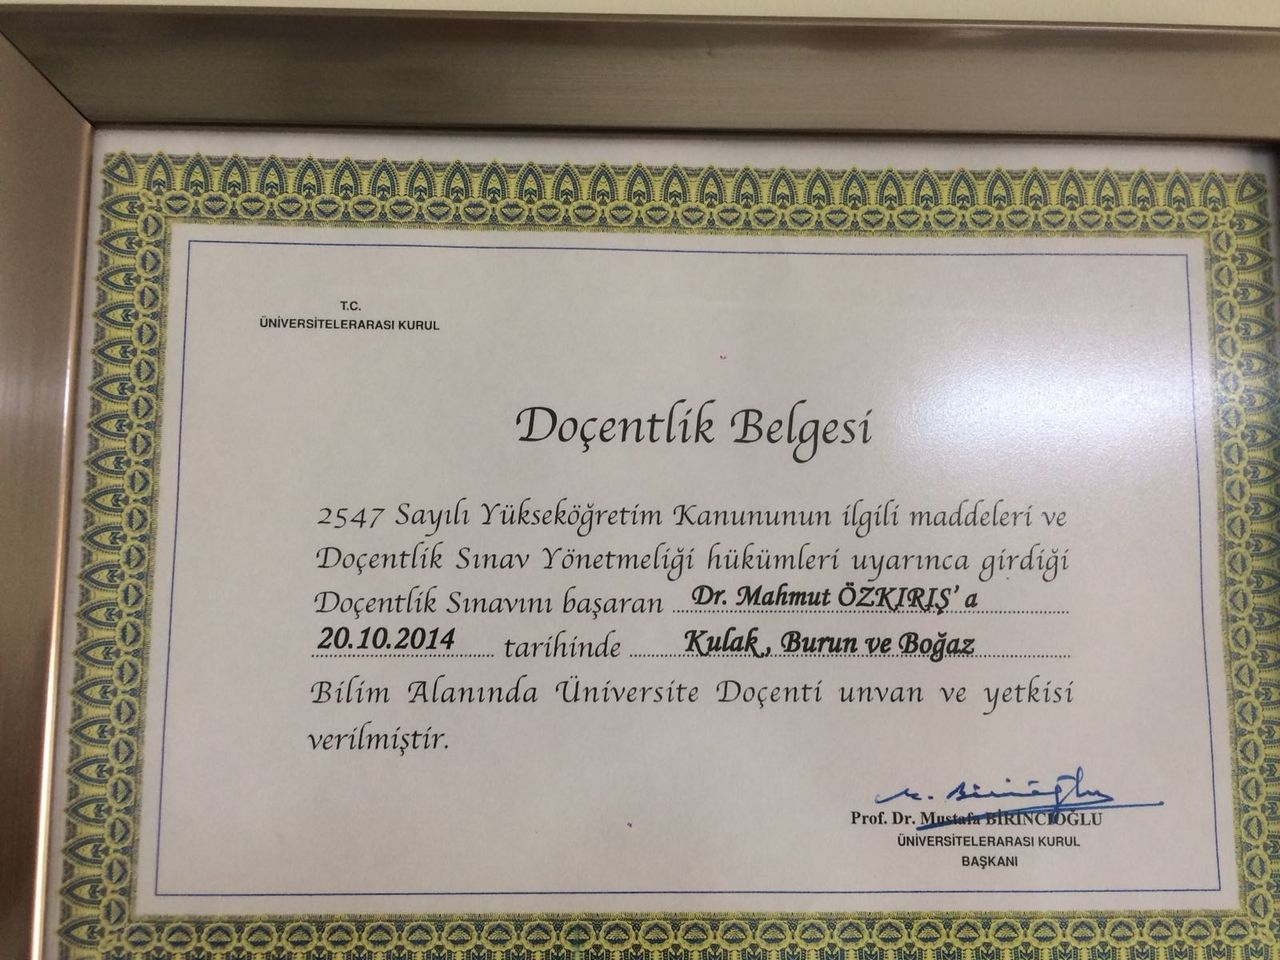 T.C.
ÜNİVERSİTELERARASI KURUL
Doçentlik Belgesi
2547 Sayılı Yükseköğretim Kanununun ilgili maddeleri ve
Doçentlik Sınav Yönetmeliği hükümleri uyarınca girdiği
Doçentlik Sınavını başaran Dr. Mahmut ÖZKIRIŞ' a
20.10.2014 tarihinde Kulak, Burun ve Boğaz
Bilim Alanında Üniversite Doçenti unvan ve yetkisi
verilmiştir.
Prof. Dr. Mustafa BİRİNCİOĞLU
ÜNİVERSİTELERARASI KURUL
BAŞKANI